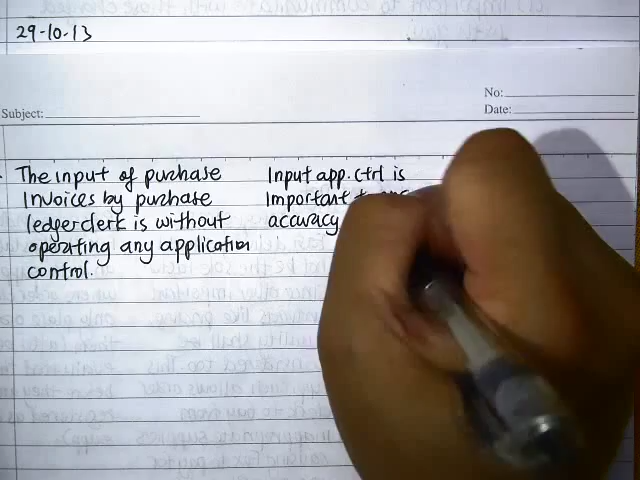 29-10-13
No:
Subject:
Date:
The input of purchase
Invoices by purchase
ledger clerk is without
operating any application
control.
Input app. ctrl is
Important
accuracy